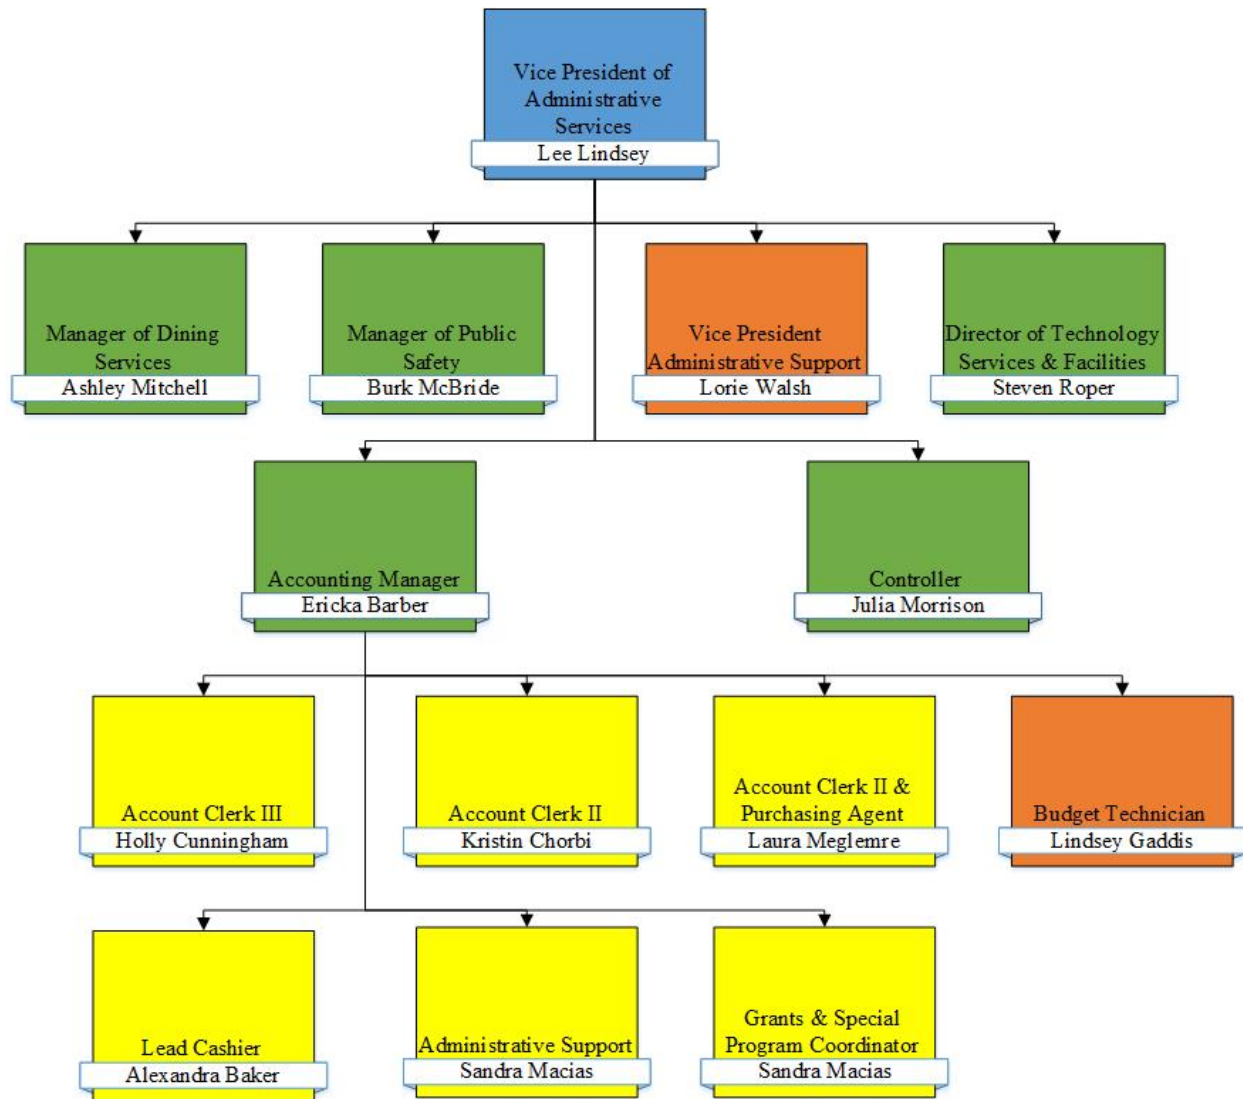 Vice President of
Administrative
Services
Lee Lindsey
Manager of Dining
Services
Ashley Mitchell
Manager of Public
Safety
Burk McBride
Vice President
Administrative Support
Lorie Walsh
Director of Technology
Services & Facilities
Steven Roper
Accounting Manager
Ericka Barber
Controller
Julia Morrison
Account Clerk III
Holly Cunningham
Account Clerk II
Kristin Chorbi
Account Clerk II &
Purchasing Agent
Laura Meglemre
Budget Technician
Lindsey Gaddis
Lead Cashier
Alexandra Baker
Administrative Support
Sandra Macias
Grants & Special
Program Coordinator
Sandra Macias